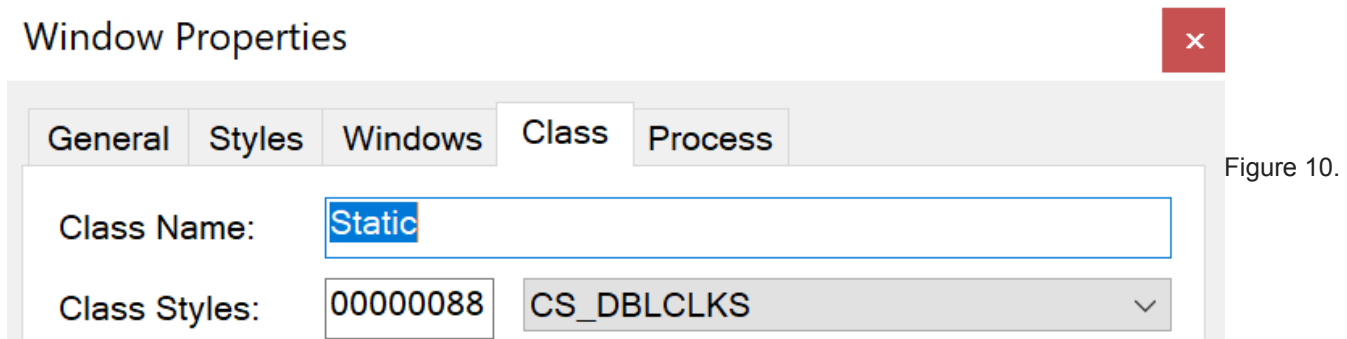 Window Properties
×
General Styles Windows Class Process
Figure 10.
Class Name: Static
Class Styles: 00000088 CS_DBLCLKS